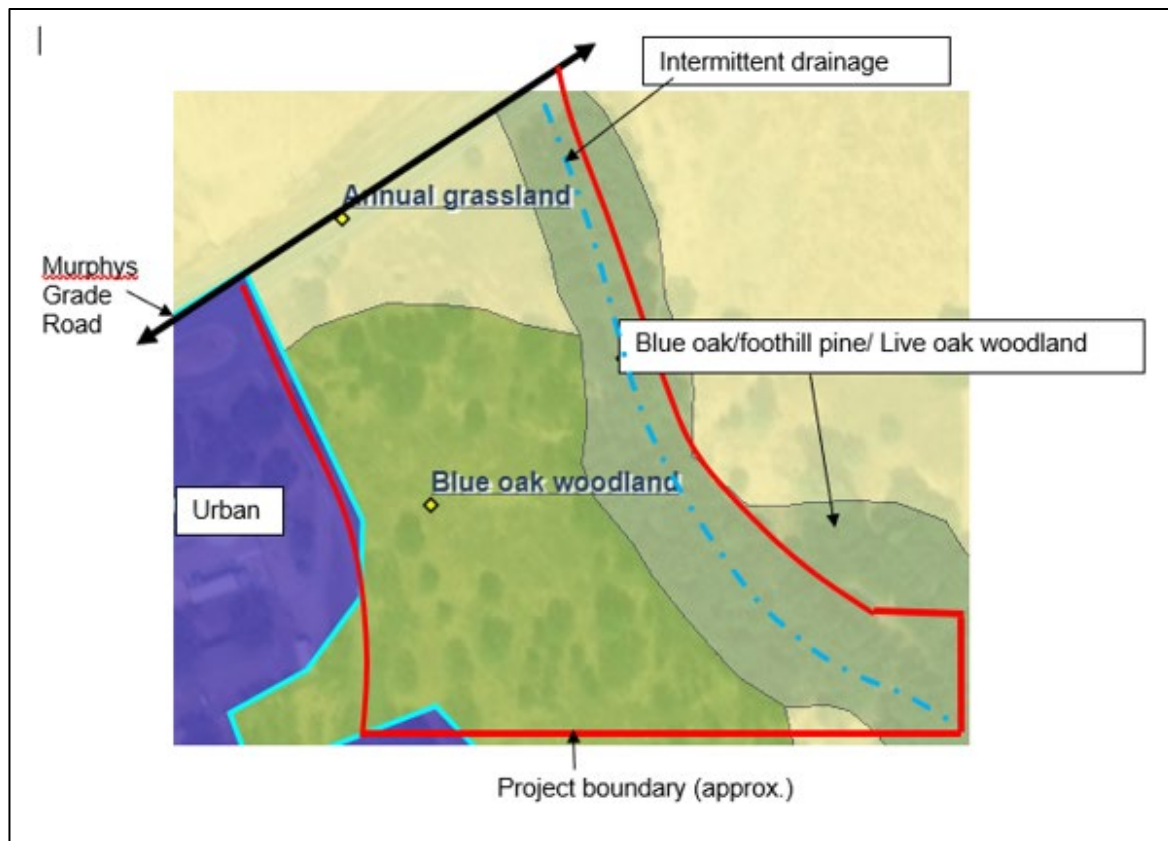 Intermittent drainage
Annual grassland
Murphys
Grade
Road
Blue oak/foothill pine/ Live oak woodland
Blue oak woodland
Urban
Project boundary (approx.)